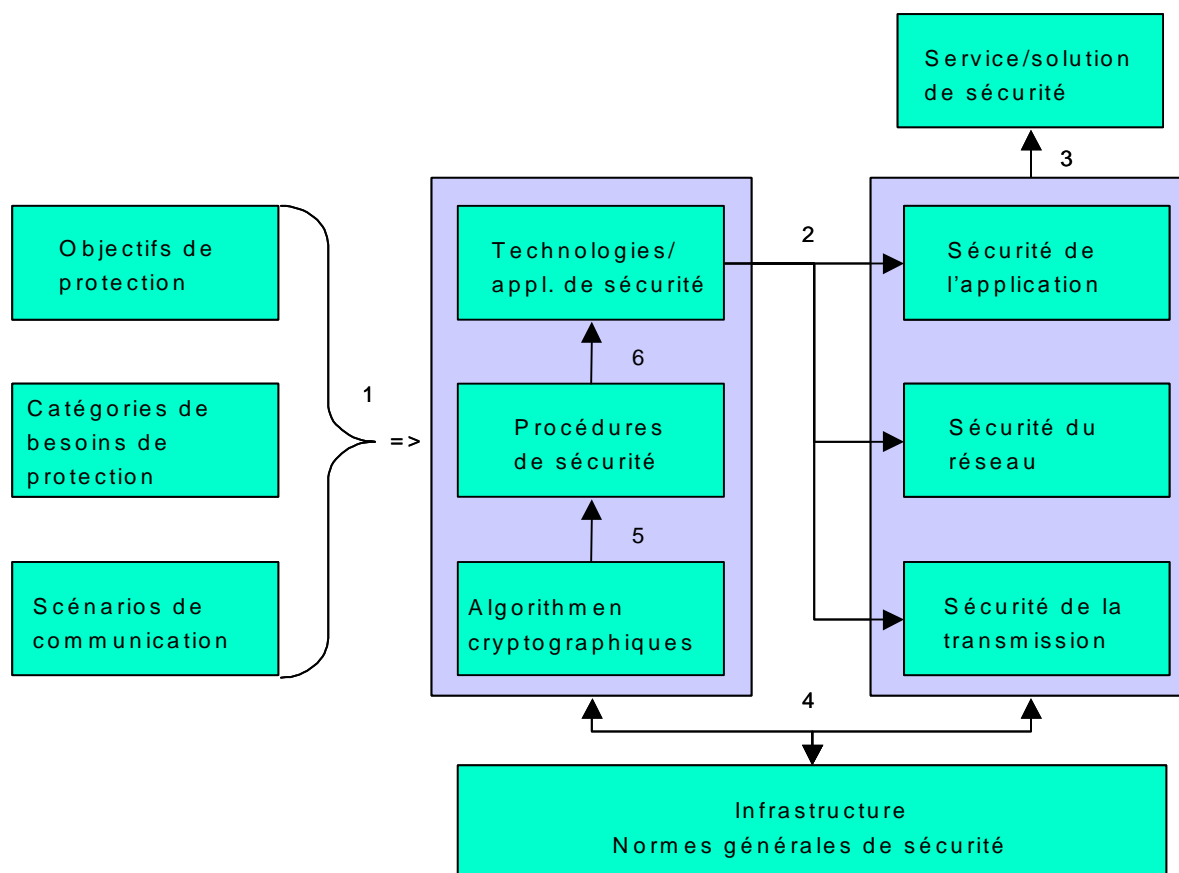 Service/solution
de sécurité
3
Objectifs de
protection
Technologies/
appl. de sécurité
2
Sécurité de
l'application
6
1
=>
Catégories de
besoins de
protection
Procédures
de sécurité
Sécurité du
réseau
5
Scénarios de
communication
Algorithmen
cryptographiques
Sécurité de la
transmission
4
Infrastructure
Normes générales de sécurité